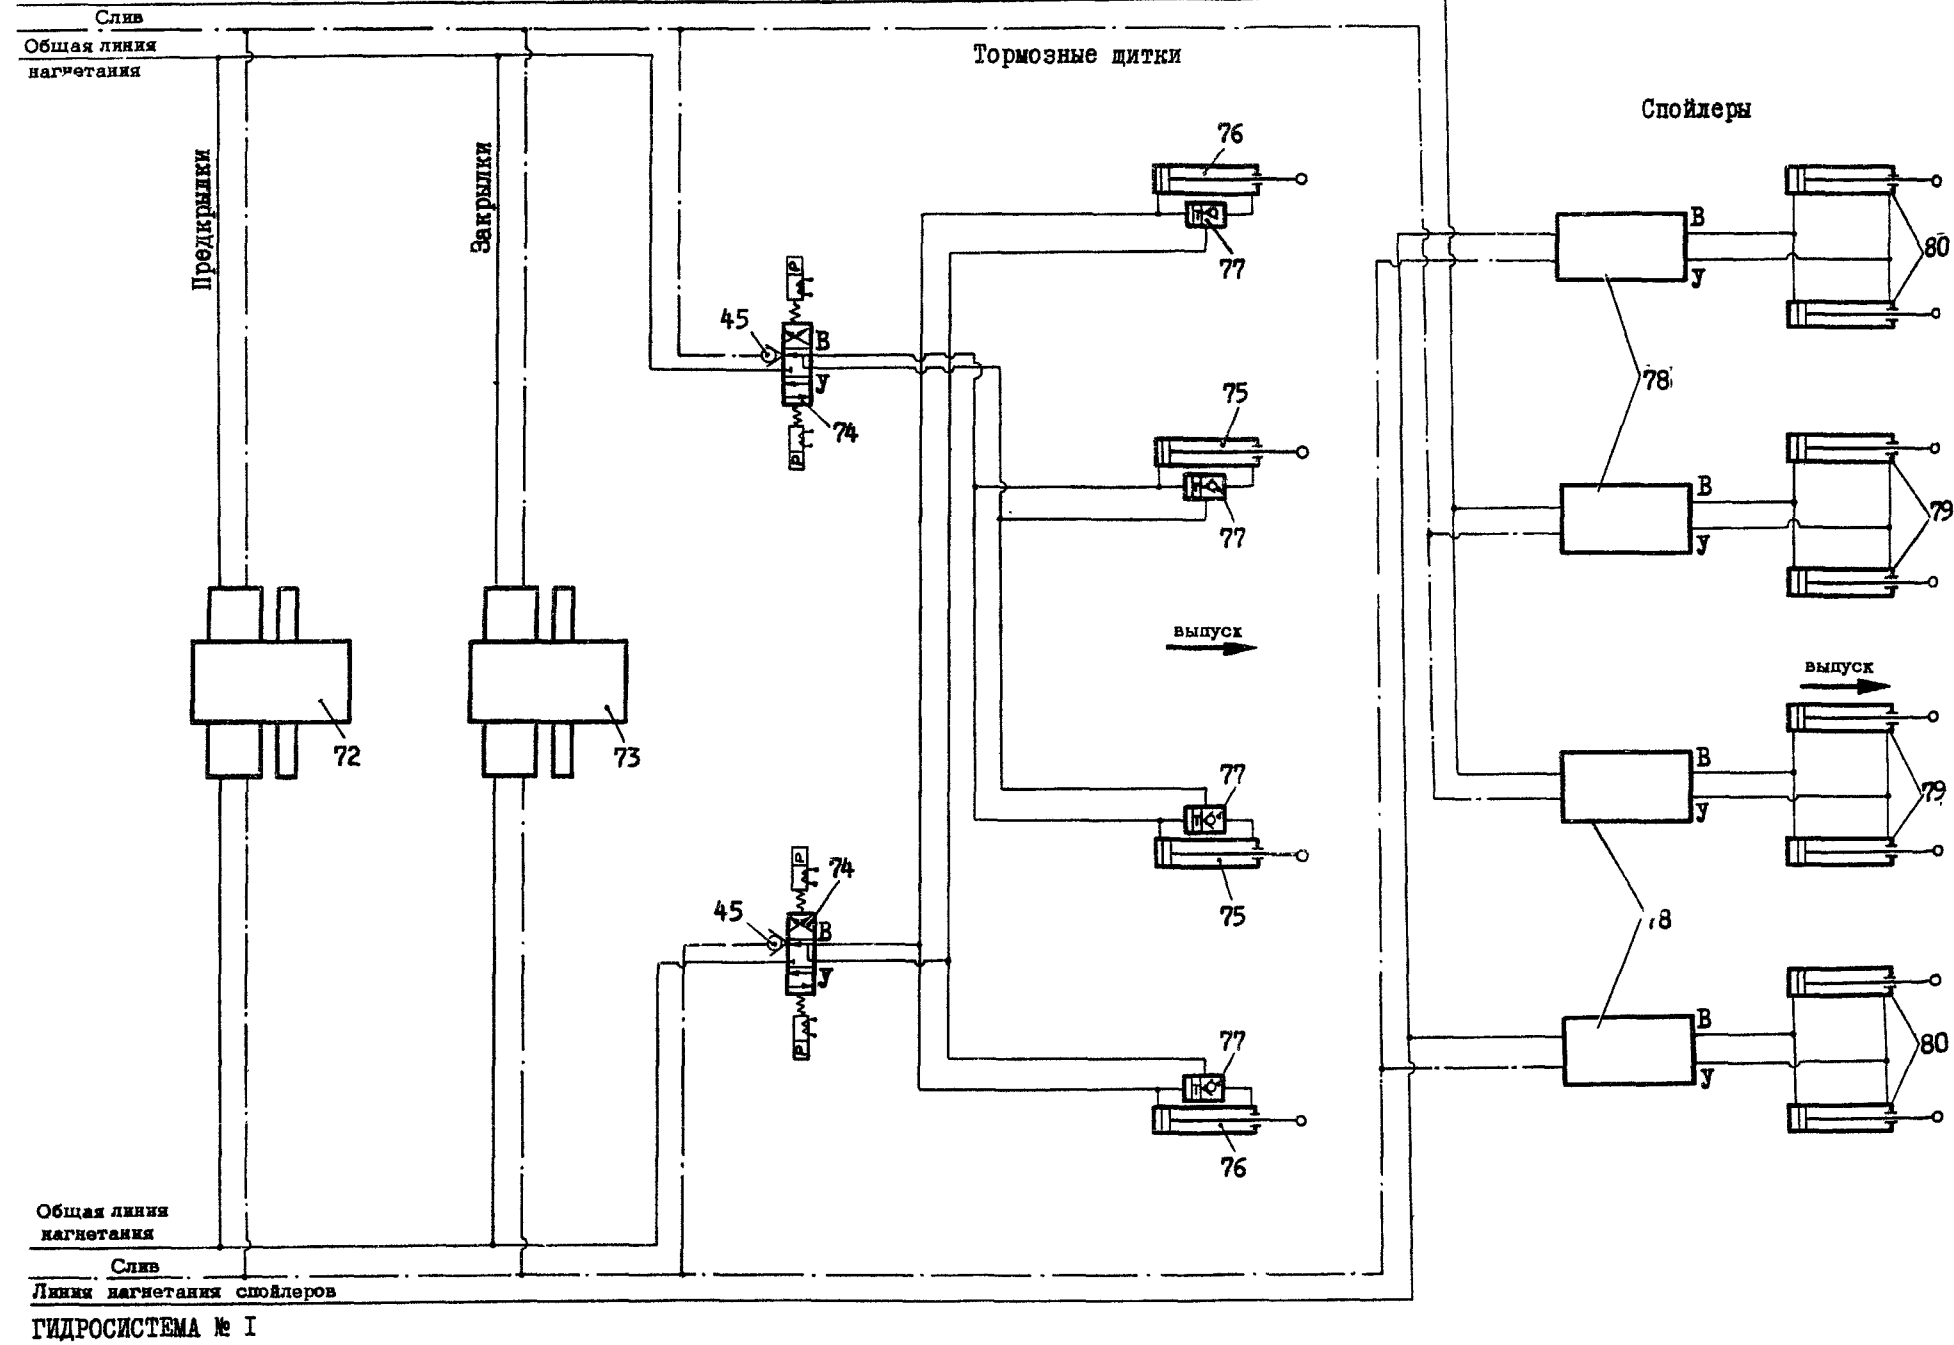 Слив
Общая линия
нагнетания
Тормозные щитки
Спойлеры
Предкрылки
Закрылки
76
77
В
У
80
P
45
В
У
74
P
78
75
77
В
У
79
выпуск
выпуск
72
73
77
75
В
У
79
P
74
45
В
У
P
78
77
76
В
У
80
Общая линия
нагнетания
Слив
Линия нагнетания спойлеров
ГИДРОСИСТЕМА № I